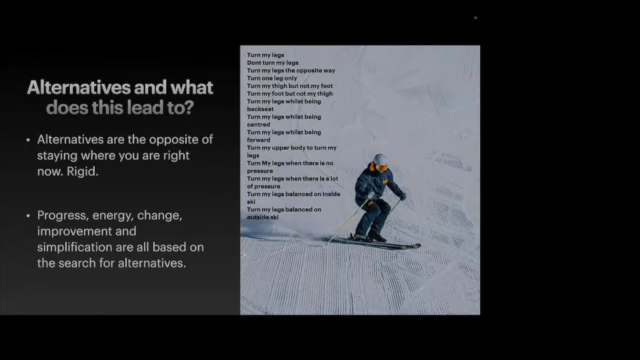 Alternatives and what
does this lead to?
• Alternatives are the opposite of
staying where you are right
now. Rigid.
• Progress, energy, change,
improvement and
simplification are all based on
the search for alternatives.
Turn my legs
Dont turn my legs
Turn my legs the opposite way
Turn one leg only
Turn my thigh but not my foot
Turn my foot but not my thigh
Turn my legs whilst being
backseat
Turn my legs whilst being
centred
Turn my legs whilst being
forward
Turn my upper body to turn my
legs
Turn My legs when there is no
pressure
Turn my legs when there is a lot
of pressure
Turn my legs balanced on inside
ski
Turn my legs balanced on
outside ski